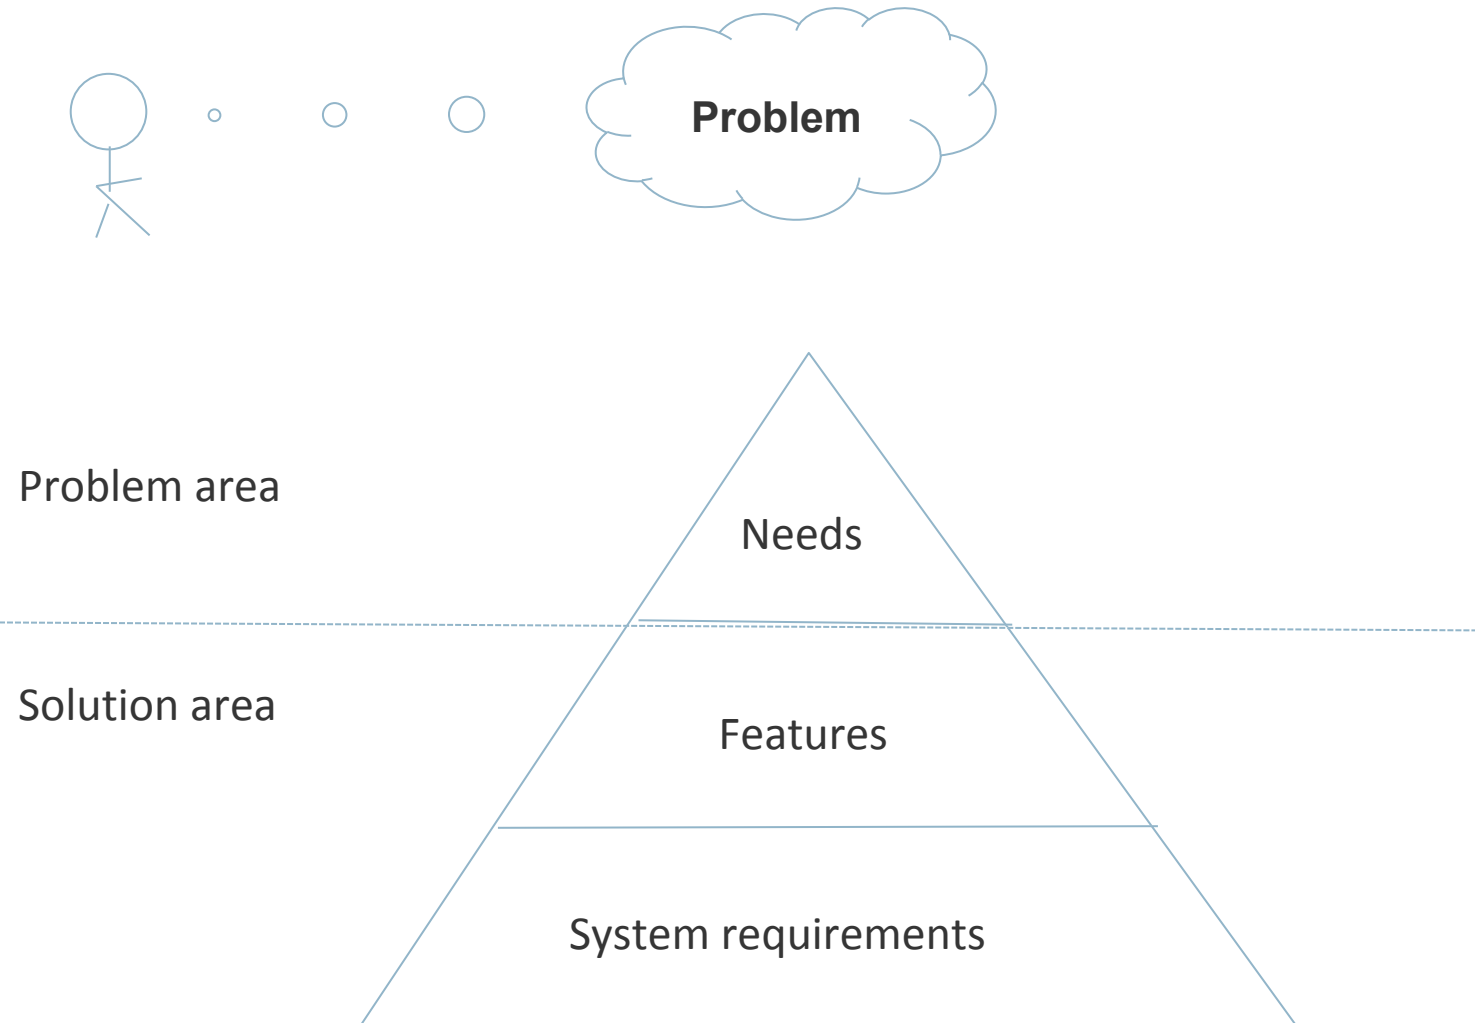 Problem
Problem area
Needs
Solution area
Features
System requirements